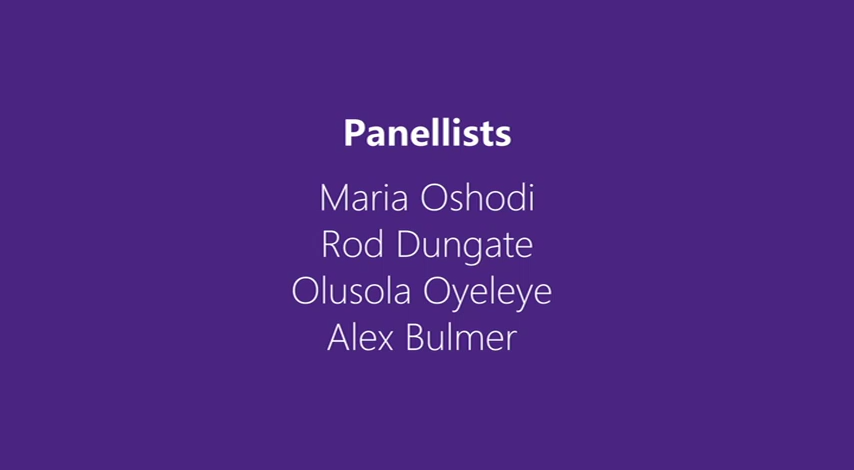 Panellists
Maria Oshodi
Rod Dungate
Olusola Oyeleye
Alex Bulmer